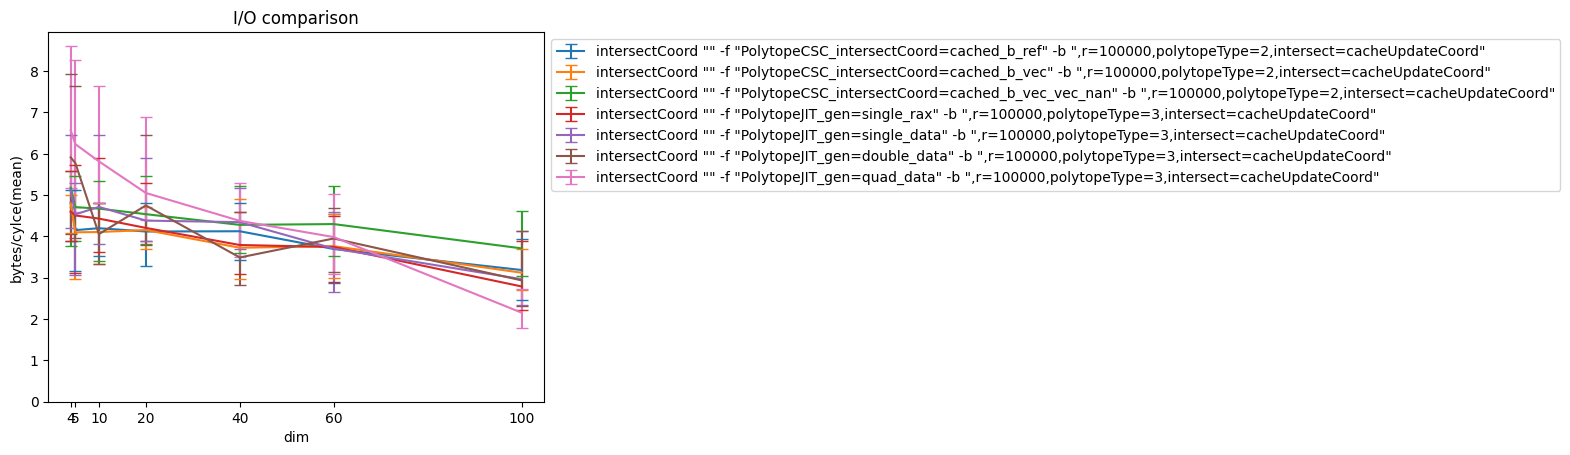 I/O comparison
bytes/cylce(mean)
8
7
6
5
4
3
2
1
0
4 5 10 20 40 60 100
dim
intersectCoord "" -f "PolytopeCSC_intersectCoord=cached_b_ref" -b ",r=100000,polytopeType=2,intersect=cacheUpdateCoord"
intersectCoord "" -f "PolytopeCSC_intersectCoord=cached_b_vec" -b ",r=100000,polytopeType=2,intersect=cacheUpdateCoord"
intersectCoord "" -f "PolytopeCSC_intersectCoord=cached_b_vec_vec_nan" -b ",r=100000,polytopeType=2,intersect=cacheUpdateCoord"
intersectCoord "" -f "PolytopeJIT_gen=single_rax" -b ",r=100000,polytopeType=3,intersect=cacheUpdateCoord"
intersectCoord "" -f "PolytopeJIT_gen=single_data" -b ",r=100000,polytopeType=3,intersect=cacheUpdateCoord"
intersectCoord "" -f "PolytopeJIT_gen=double_data" -b ",r=100000,polytopeType=3,intersect=cacheUpdateCoord"
intersectCoord "" -f "PolytopeJIT_gen=quad_data" -b ",r=100000,polytopeType=3,intersect=cacheUpdateCoord"